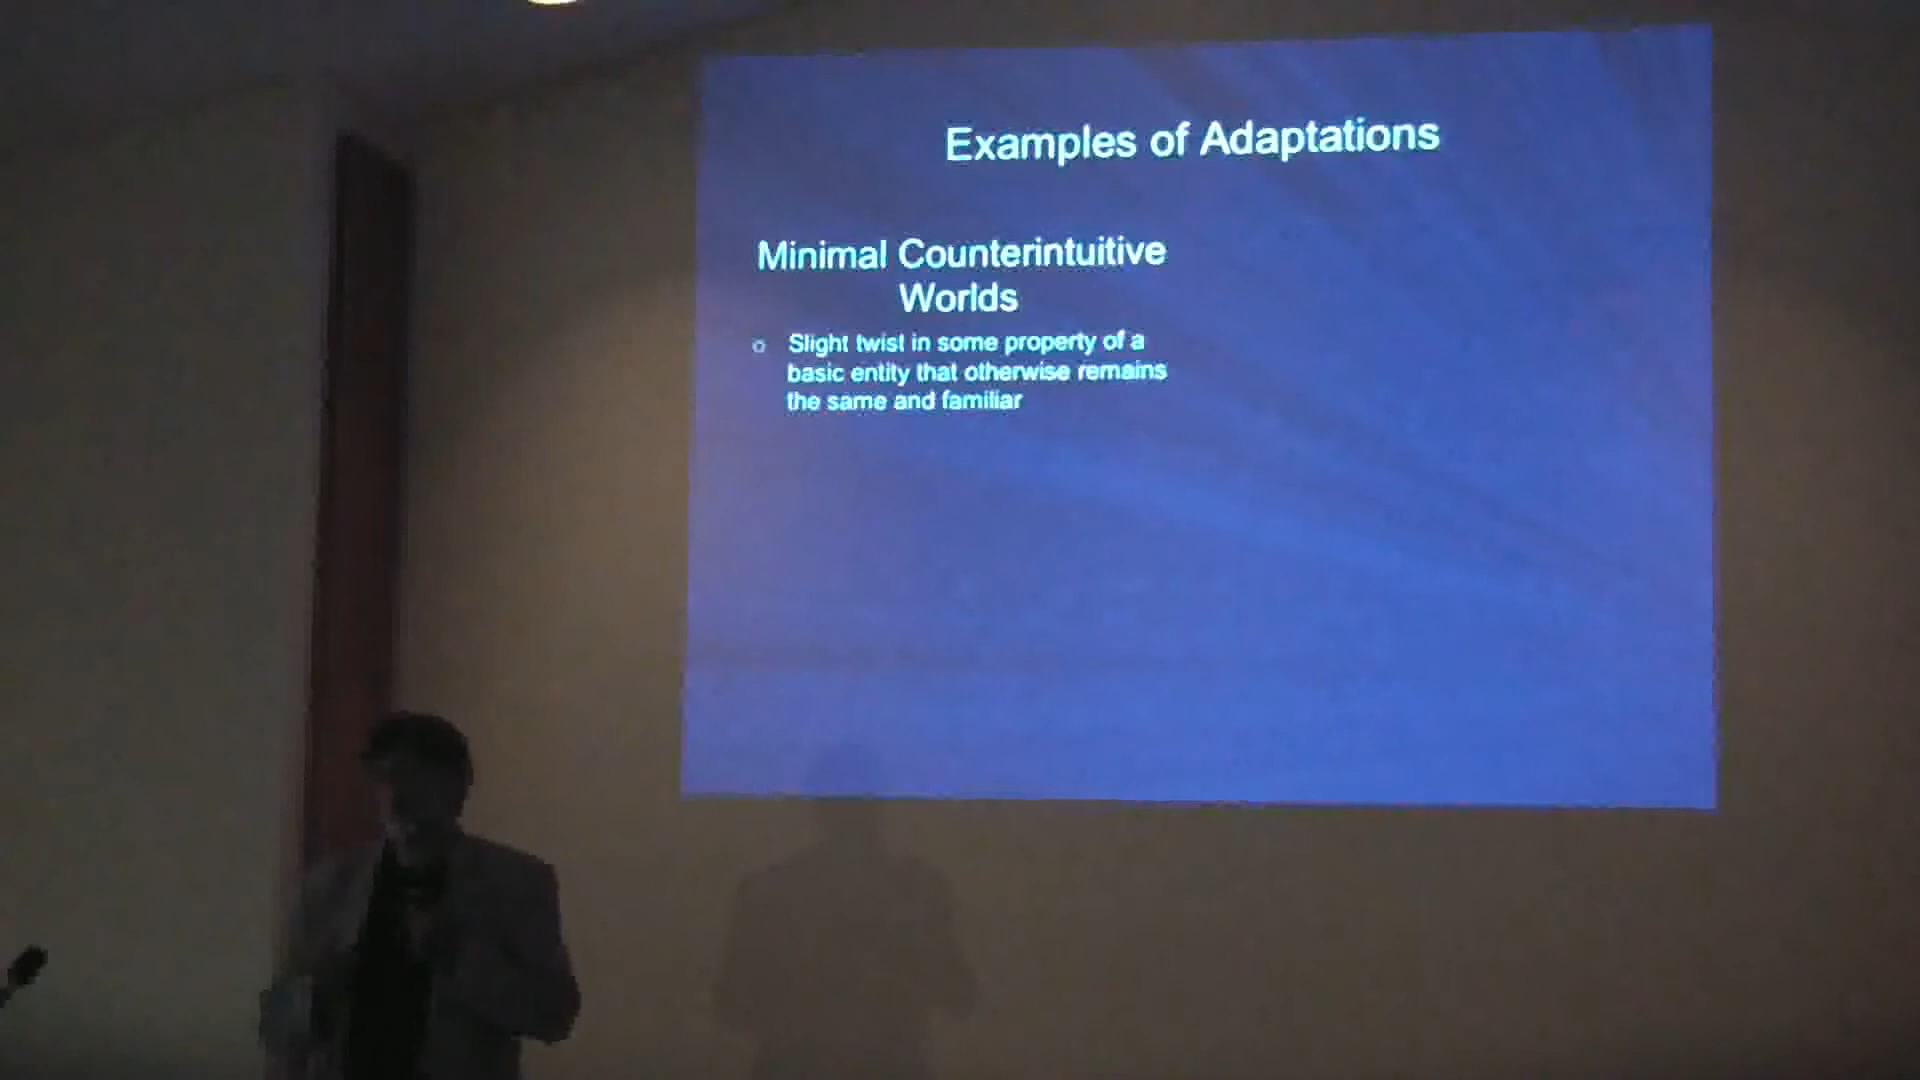 Examples of Adaptations
Minimal Counterintuitive
Worlds
o Slight twist in some property of a
basic entity that otherwise remains
the same and familiar